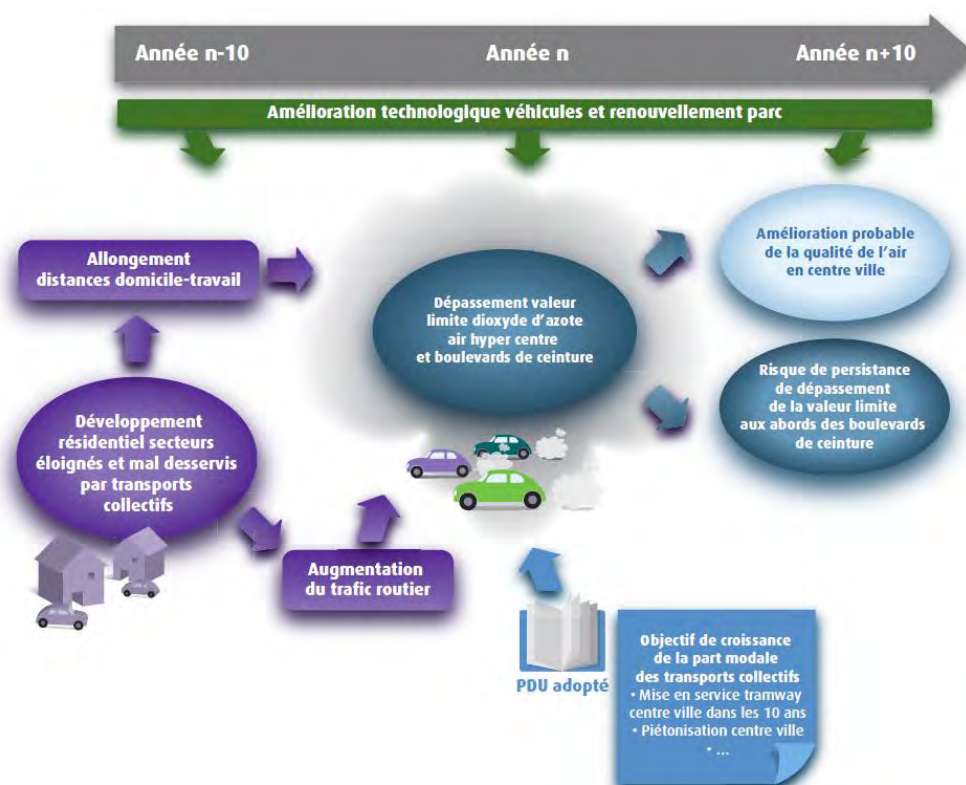 Année n-10
Année n
Année n+10
Amélioration technologique véhicules et renouvellement parc
Allongement
distances domicile-travail
Développement
résidentiel secteurs
éloignés et mal desservis
par transports
collectifs
Augmentation
du trafic routier
Dépassement valeur
limite dioxyde d'azote
air hyper centre
et boulevards de ceinture
Amélioration probable
de la qualité de l'air
en centre ville
Risque de persistance
de dépassement
de la valeur limite
aux abords des boulevards
de ceinture
PDU adopté
Objectif de croissance
de la part modale
des transports collectifs
• Mise en service tramway
centre ville dans les 10 ans
• Piétonisation centre ville
• ...